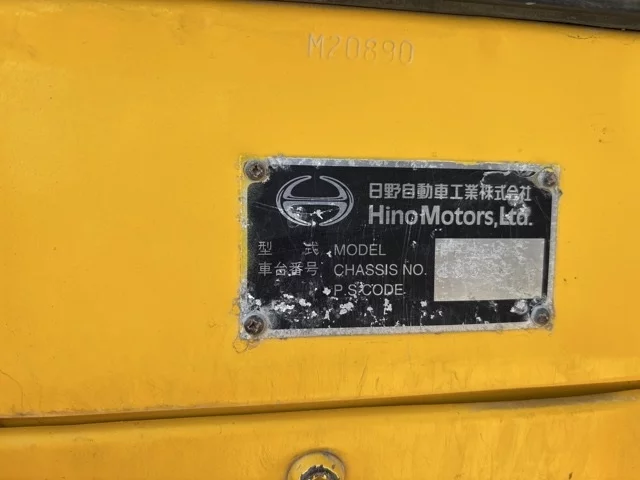 M20890
日野自動車工業株式会社
Hino Motors, Ltd.
型式 MODEL
車台番号 CHASSIS NO.
P.S.CODE